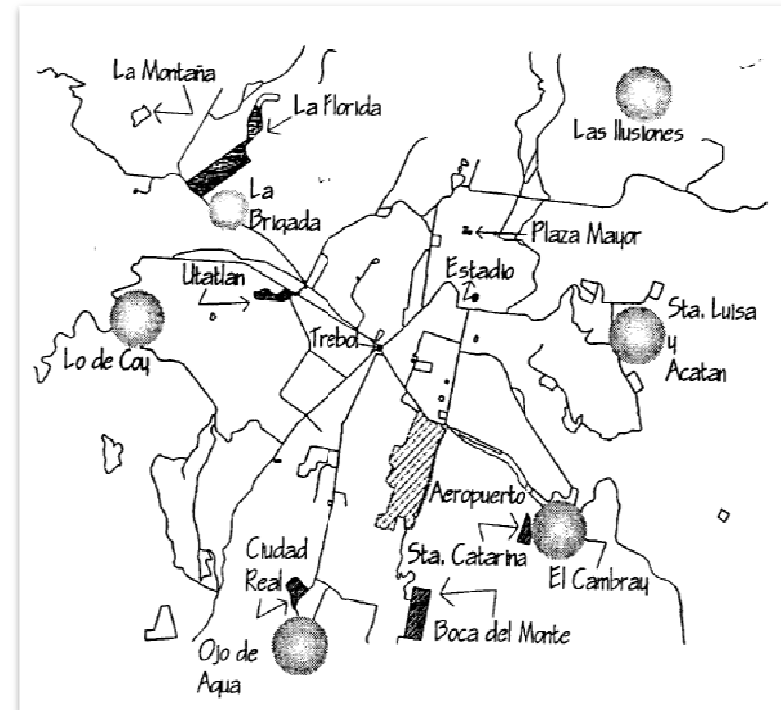 La Montaña
La Florida
Las Ilusiones
La
Brigada
Plaza Mayor
Utatlan
Estadio
Sta. Luisa
y
Acatan
Trebol
Lo de Coy
Aeropuerto
Ciudad
Real
Sta. Catarina
El Cambray
Boca del Monte
Ojo de
Aqua